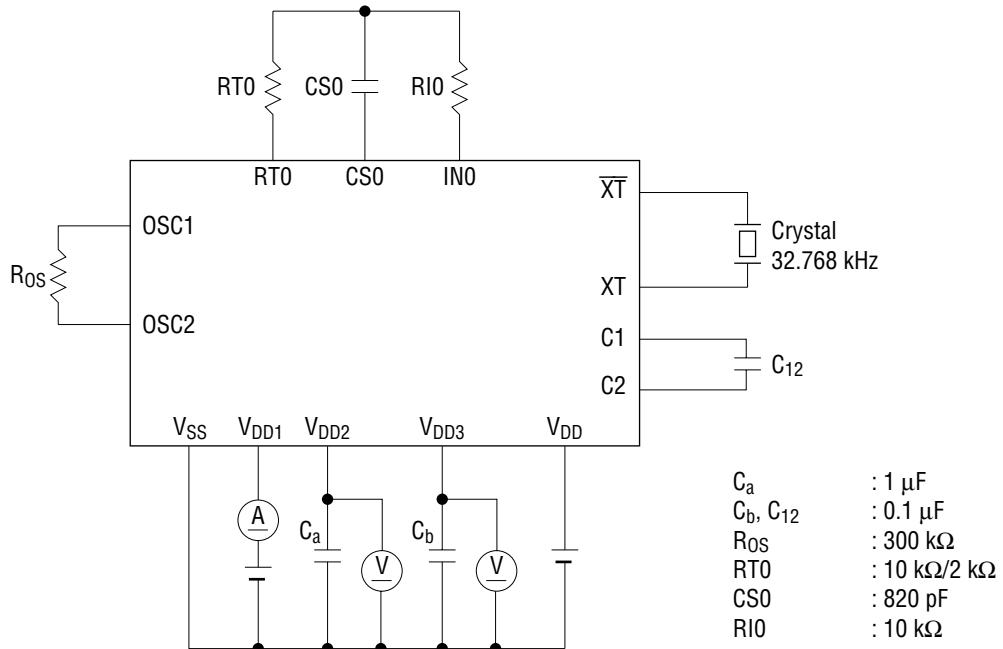 RT0 CS0 RI0
RT0 CS0 IN0
OSC1
OSC2
R_OS
X̅T̅
XT
Crystal
32.768 kHz
C1
C2
C₁₂
V_SS V_DD1 V_DD2 V_DD3 V_DD
A
C_a
V
C_b
V
C_a : 1 μF
C_b, C₁₂ : 0.1 μF
R_OS : 300 kΩ
RT0 : 10 kΩ/2 kΩ
CS0 : 820 pF
RI0 : 10 kΩ